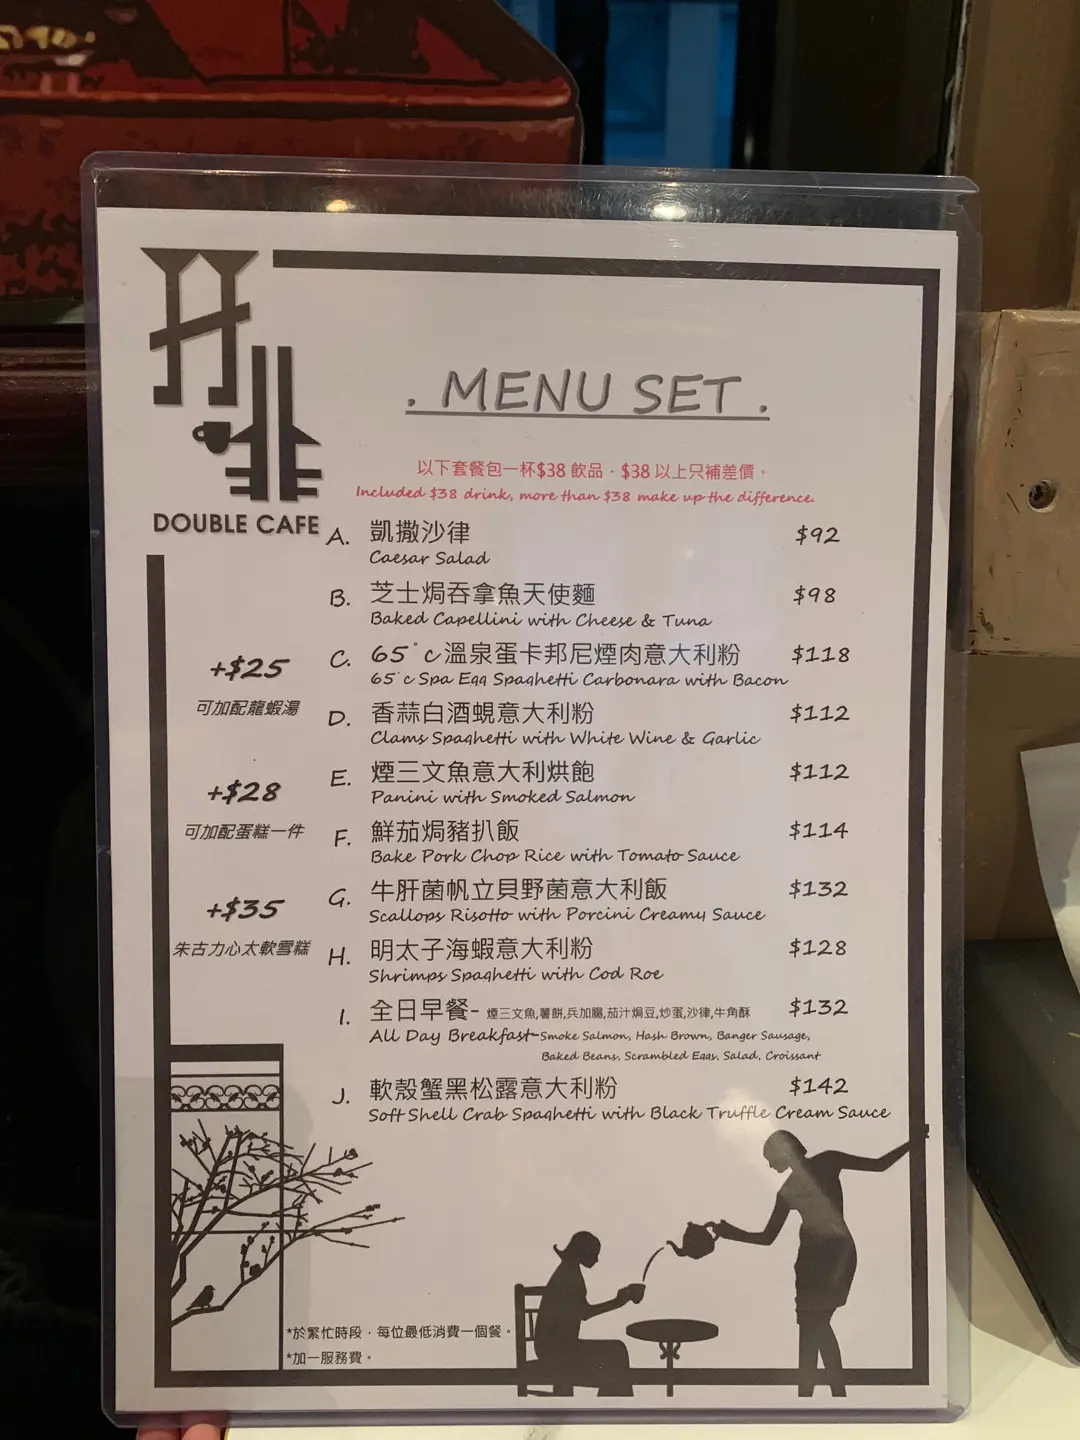 DOUBLE CAFE
. MENU SET .
以下套餐包一杯$38 飲品，$38 以上只補差價。
Included $38 drink, more than $38 make up the difference.
A. 凱撒沙律 $92
Caesar Salad
B. 芝士焗吞拿魚天使麵 $98
Baked Capellini with Cheese & Tuna
C. 65°c溫泉蛋卡邦尼煙肉意大利粉 $118
65°c Spa Egg Spaghetti Carbonara with Bacon
D. 香蒜白酒蜆意大利粉 $112
Clams Spaghetti with White Wine & Garlic
E. 煙三文魚意大利烘飽 $112
Panini with Smoked Salmon
F. 鮮茄焗豬扒飯 $114
Bake Pork Chop Rice with Tomato Sauce
G. 牛肝菌帆立貝野菌意大利飯 $132
Scallops Risotto with Porcini Creamy Sauce
H. 明太子海蝦意大利粉 $128
Shrimps Spaghetti with Cod Roe
I. 全日早餐- 煙三文魚,薯餅,兵加腸,茄汁焗豆,炒蛋,沙律,牛角酥 $132
All Day Breakfast-Smoke Salmon, Hash Brown, Banger Sausage,
Baked Beans, Scrambled Eggs, Salad, Croissant
J. 軟殼蟹黑松露意大利粉 $142
Soft Shell Crab Spaghetti with Black Truffle Cream Sauce
+$25
可加配龍蝦湯
+$28
可加配蛋糕一件
+$35
朱古力心太軟雪糕
*於繁忙時段，每位最低消費一個餐。
*加一服務費。